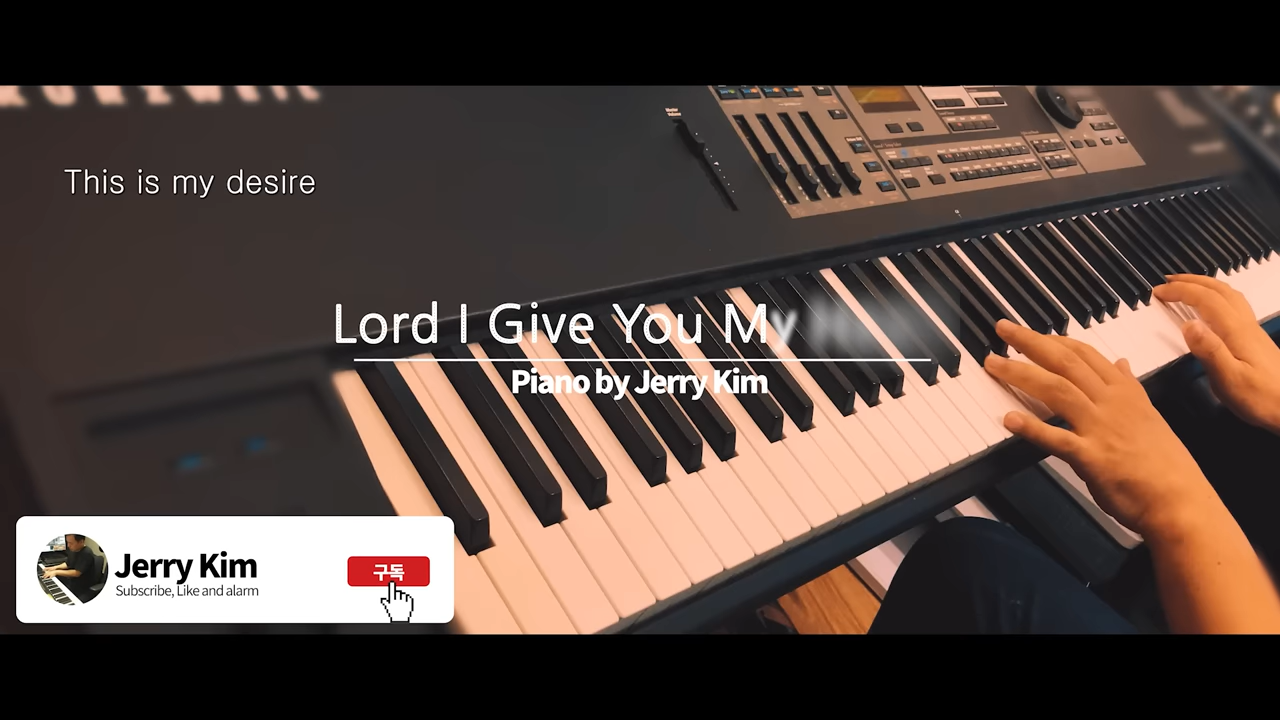 This is my desire
Lord I Give You My
Piano by Jerry Kim
Jerry Kim
Subscribe, Like and alarm
구독